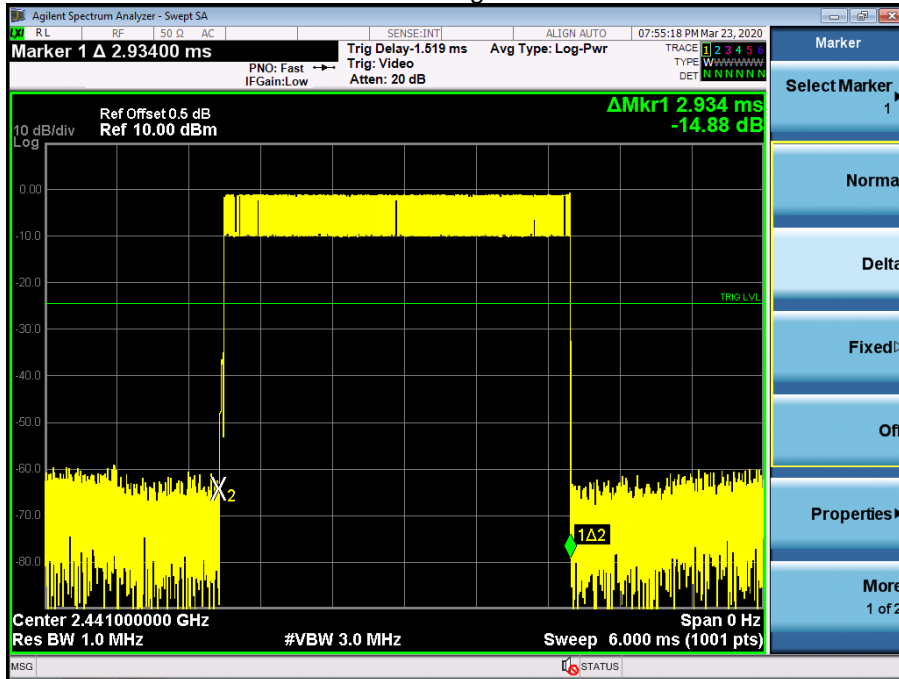 Agilent Spectrum Analyzer - Swept SA
LXI RL RF 50 Ω AC SENSE:INT ALIGN AUTO 07:55:18 PM Mar 23, 2020
Marker 1 Δ 2.93400 ms
PNO: Fast
IFGain:Low
Trig Delay-1.519 ms
Trig: Video
Atten: 20 dB
Avg Type: Log-Pwr
TRACE 1 2 3 4 5 6
TYPE WWWWWW
DET N N N N N N
Marker
Select Marker
1
Norma
Delta
Fixed
Off
Properties
More
1 of 2
ΔMkr1 2.934 ms
-14.88 dB
Ref Offset 0.5 dB
10 dB/div Ref 10.00 dBm
Log
0.00
-10.0
-20.0
TRIG LVL
-30.0
-40.0
-50.0
-60.0
2
-70.0
1Δ2
-80.0
Center 2.441000000 GHz Span 0 Hz
Res BW 1.0 MHz #VBW 3.0 MHz Sweep 6.000 ms (1001 pts)
MSG STATUS